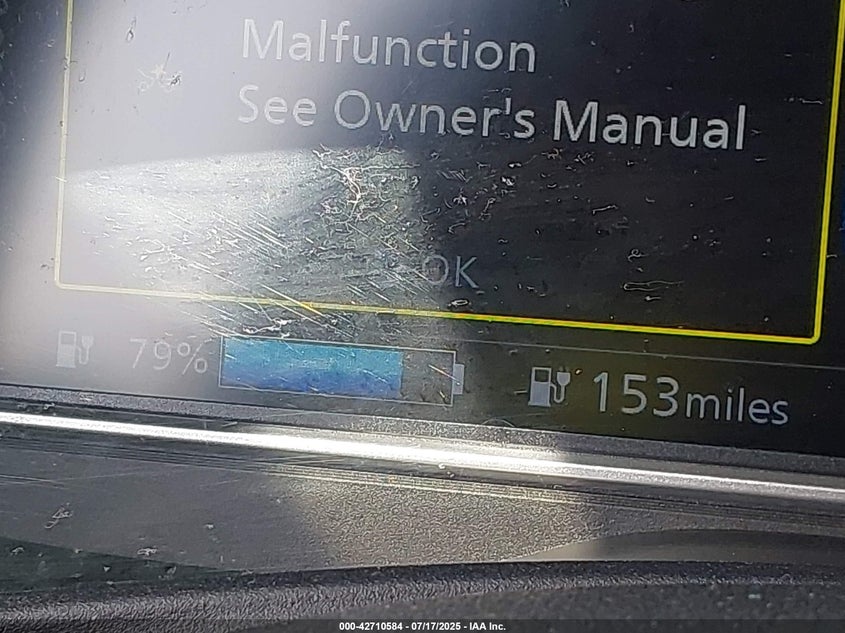 Malfunction
See Owner's Manual
OK
79%
153miles
000-42710584 - 07/17/2025 - IAA Inc.